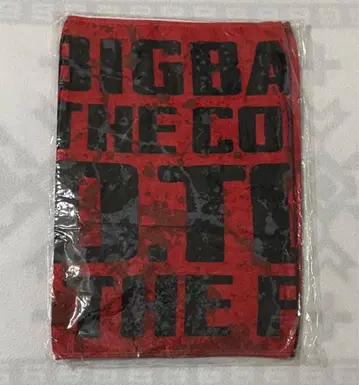 BIGBA
THE CO
0.TO
THE F